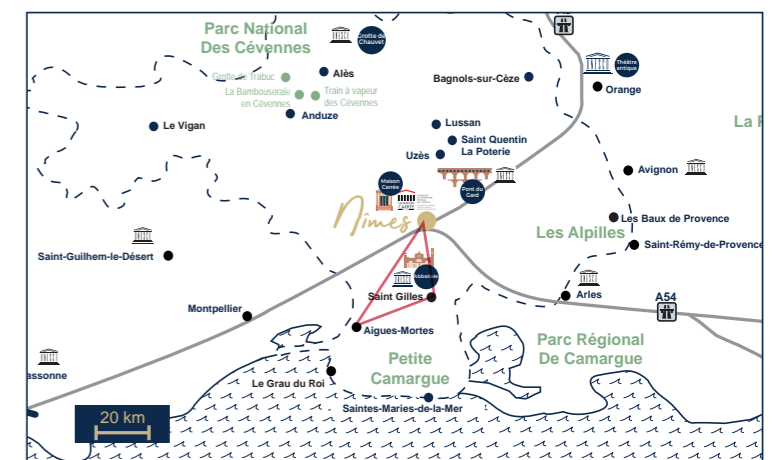 Parc National
Des Cévennes
Grotte de
Chauvet
Théâtre
antique
Orange
Grotte de Trabuc
Alès
Bagnols-sur-Cèze
La Bambouseraie
en Cévennes
Train à vapeur
des Cévennes
Anduze
Le Vigan
Lussan
Saint Quentin
La Poterie
Uzès
La
Avignon
Maison
Carrée
Pont du
Gard
Nîmes
Les Baux de Provence
Les Alpilles
Saint-Rémy-de-Provence
Saint-Guilhem-le-Désert
Abbatiale
Saint Gilles
Arles
A54
Montpellier
Aigues-Mortes
Parc Régional
De Camargue
assonne
Petite
Camargue
Le Grau du Roi
Saintes-Maries-de-la-Mer
20 km